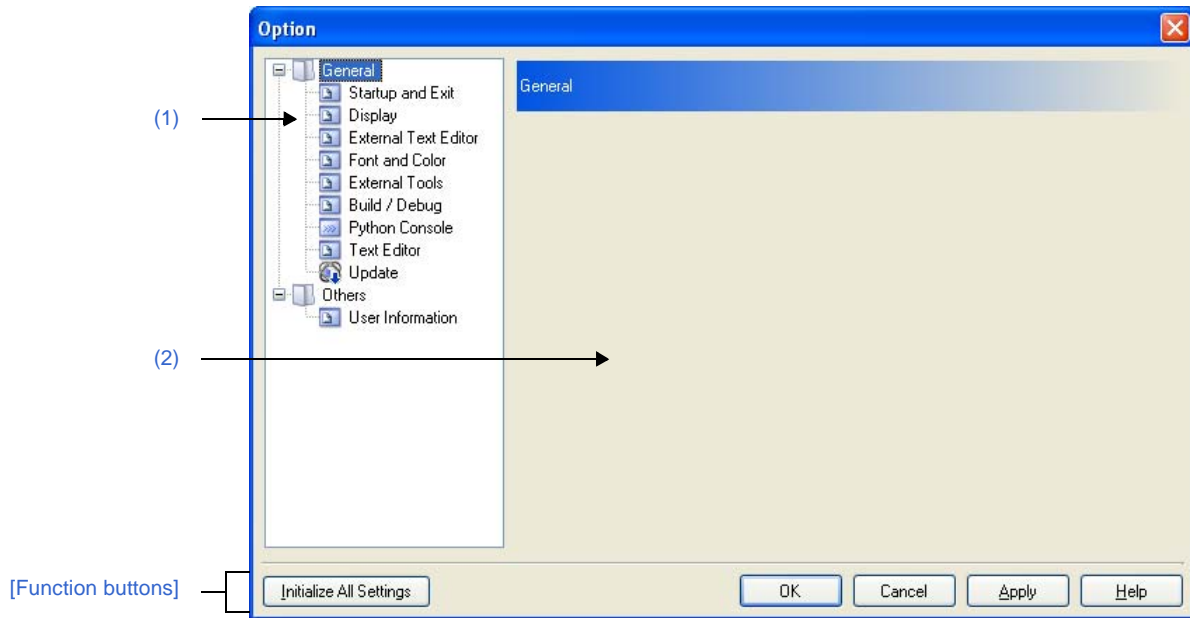 Option
General
Startup and Exit
Display
External Text Editor
Font and Color
External Tools
Build / Debug
Python Console
Text Editor
Update
Others
User Information
General
(1)
(2)
[Function buttons]
Initialize All Settings
OK
Cancel
Apply
Help